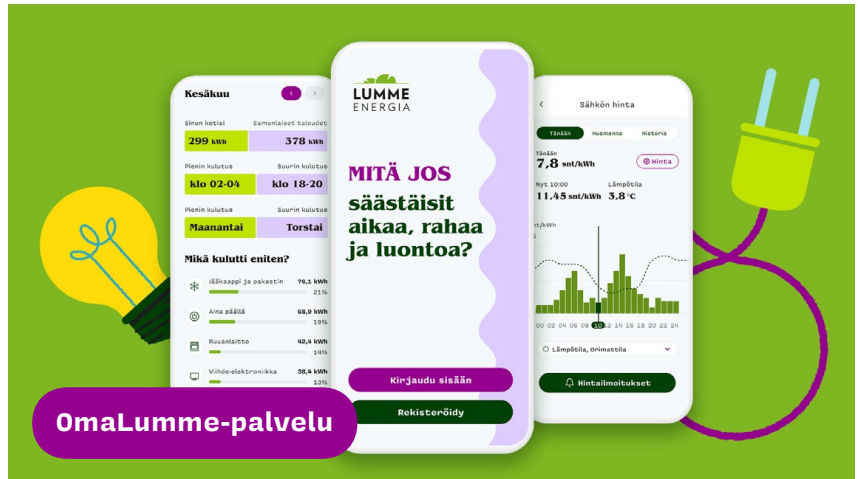 Kesäkuu
Sinun kotisi Samanlaiset taloudet
299 kWh 378 kWh
Pienin kulutus Suurin kulutus
klo 02-04 klo 18-20
Pienin kulutus Suurin kulutus
Maanantai Torstai
Mikä kulutti eniten?
Jääkaappi ja pakastin 76,1 kWh
21%
Aina päällä 68,9 kWh
19%
Ruuanlaitto 42,4 kWh
14%
Viihde-elektroniikka 38,4 kWh
13%
OmaLumme-palvelu
LUMME
ENERGIA
MITÄ JOS
säästäisit
aikaa, rahaa
ja luontoa?
Kirjaudu sisään
Rekisteröidy
Sähkön hinta
Tänään Huomenna Historia
Tänään
7,8 snt/kWh
Hinta
Nyt 10:00 Lämpötila
11,45 snt/kWh 3,8 °C
00 02 04 06 08 10 12 14 16 18 20 22 24
Lämpötila, Orimattila
Hintailmoitukset